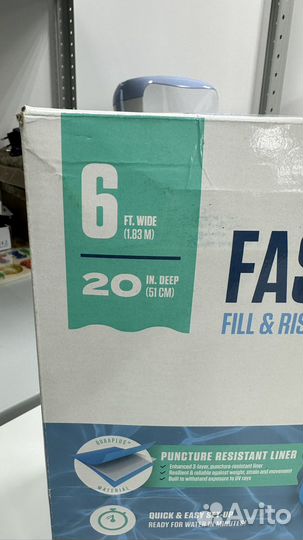 6
FT. WIDE
(1.83 M)
20
IN. DEEP
(51 CM)
FAS
FILL & RIS
DURAPLUS™
MATERIAL
PUNCTURE RESISTANT LINER
Enhanced 3-layer, puncture-resistant liner
Resilient & reliable against weight, strain and movement
Built to withstand exposure to UV rays
QUICK & EASY SET-UP
READY FOR WATER IN MINUTES!
Avito